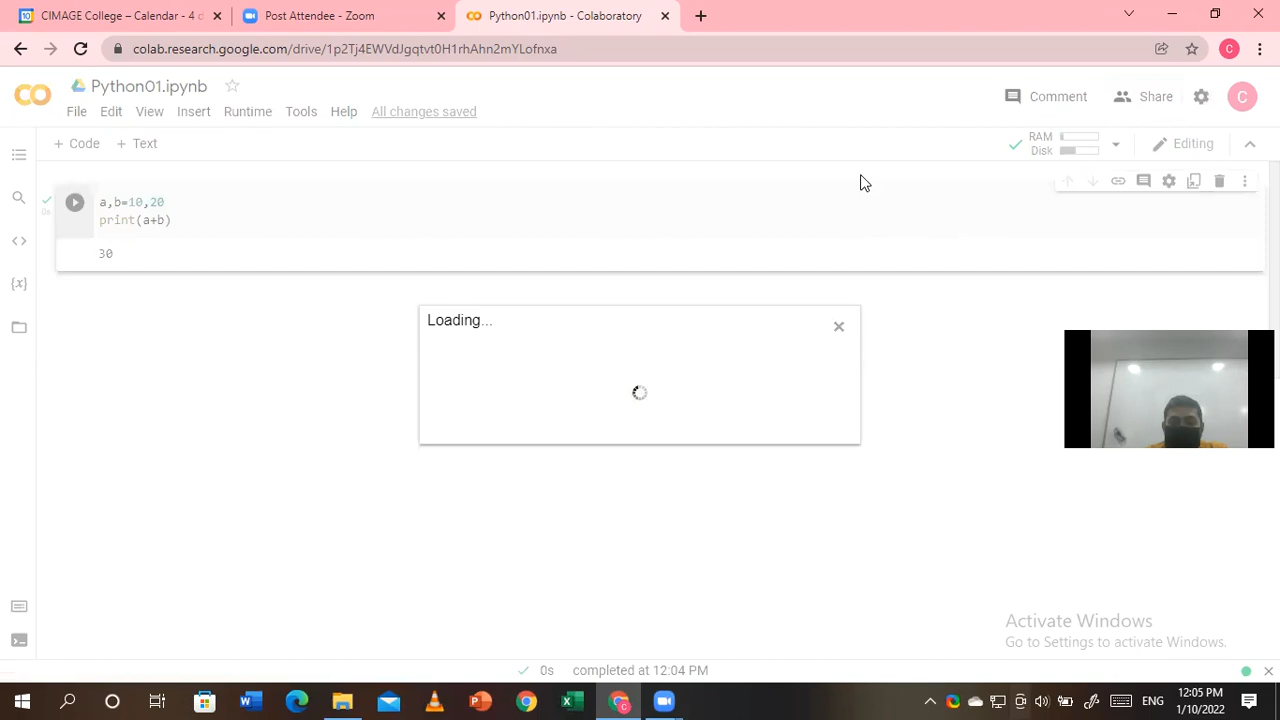 CIMAGE College – Calendar - 4 d
Post Attendee - Zoom
Python01.ipynb - Colaboratory
colab.research.google.com/drive/1p2Tj4EWVdJgqtvt0H1rhAhn2mYLofnxa
C
Python01.ipynb
Comment
Share
C
File Edit View Insert Runtime Tools Help All changes saved
+ Code + Text
RAM
Disk
Editing
a,b=10,20
0s
print(a+b)
{x}
30
Loading...
Activate Windows
Go to Settings to activate Windows.
0s completed at 12:04 PM
ENG
12:05 PM
1/10/2022